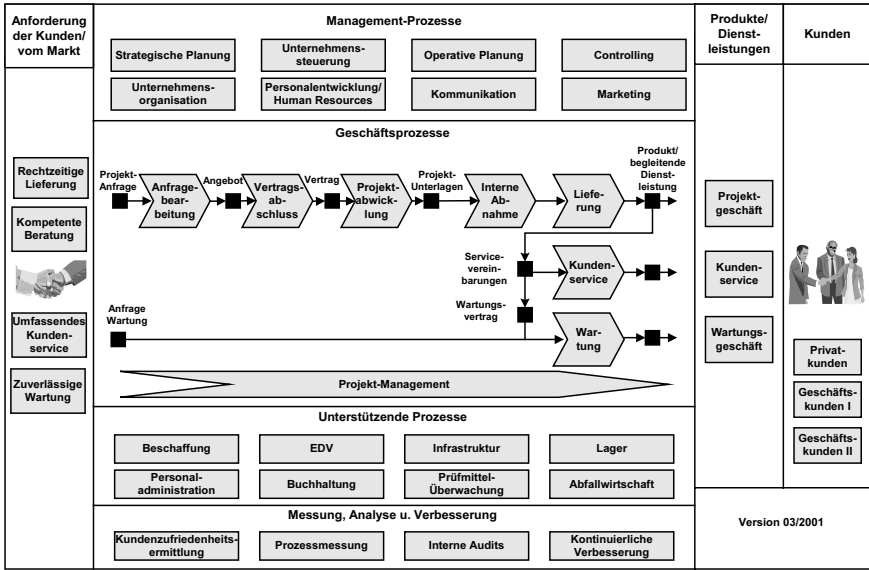 Anforderung
der Kunden/
vom Markt
Rechtzeitige
Lieferung
Kompetente
Beratung
Umfassendes
Kunden-
service
Zuverlässige
Wartung
Management-Prozesse
Strategische Planung
Unternehmens-
steuerung
Operative Planung
Controlling
Unternehmens-
organisation
Personalentwicklung/
Human Resources
Kommunikation
Marketing
Geschäftsprozesse
Projekt-
Anfrage
Anfrage-
bear-
beitung
Angebot
Vertrags-
ab-
schluss
Vertrag
Projekt-
abwick-
lung
Projekt-
Unterlagen
Interne
Ab-
nahme
Liefe-
rung
Produkt/
begleitende
Dienst-
leistung
Service-
verein-
barungen
Kunden-
service
Wartungs-
vertrag
Anfrage
Wartung
War-
tung
Projekt-Management
Unterstützende Prozesse
Beschaffung
EDV
Infrastruktur
Lager
Personal-
administration
Buchhaltung
Prüfmittel-
Überwachung
Abfallwirtschaft
Messung, Analyse u. Verbesserung
Kundenzufriedenheits-
ermittlung
Prozessmessung
Interne Audits
Kontinuierliche
Verbesserung
Produkte/
Dienst-
leistungen
Projekt-
geschäft
Kunden-
service
Wartungs-
geschäft
Kunden
Privat-
kunden
Geschäfts-
kunden I
Geschäfts-
kunden II
Version 03/2001